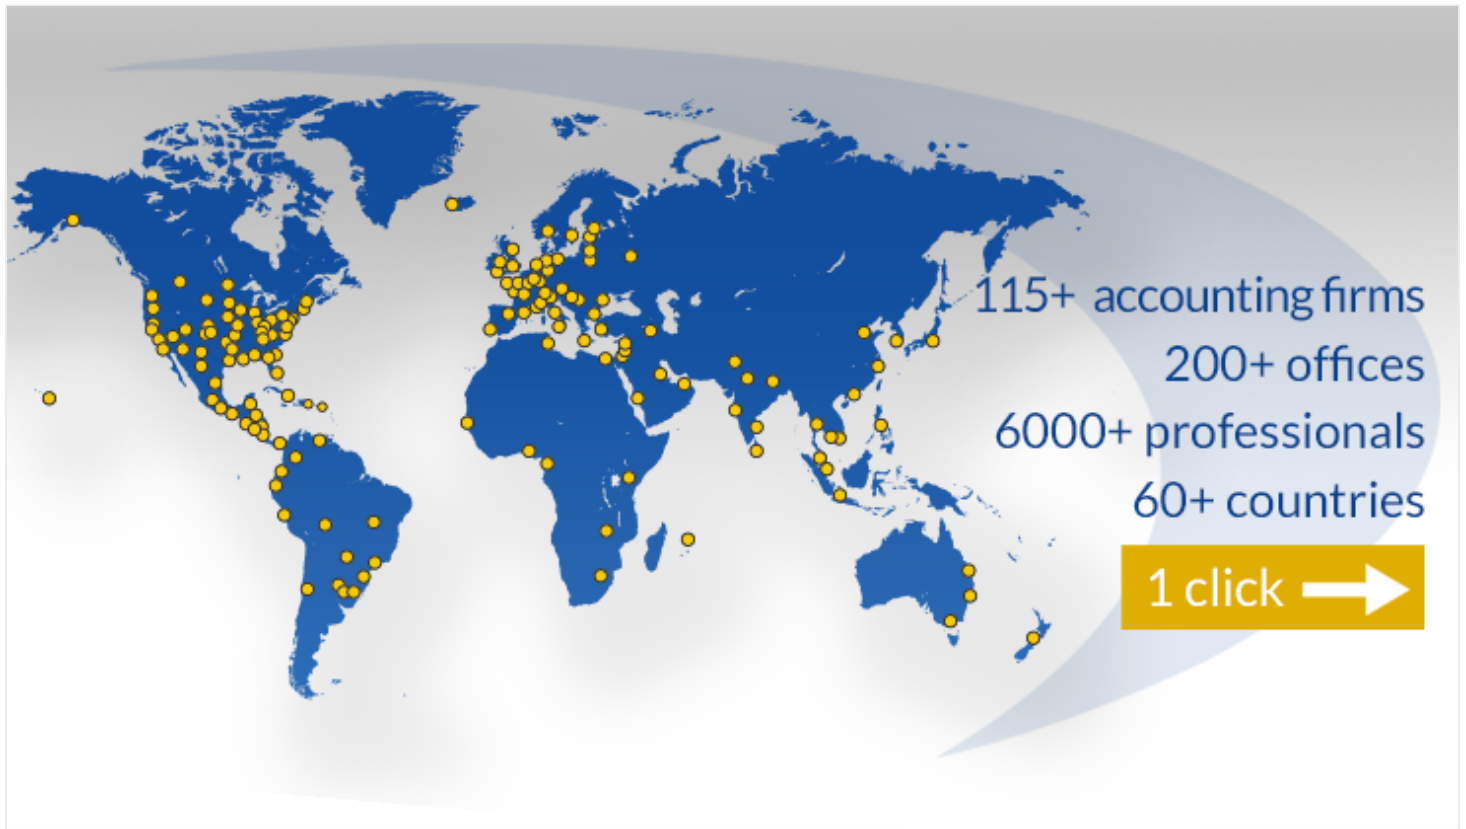 115+ accounting firms
200+ offices
6000+ professionals
60+ countries
1 click